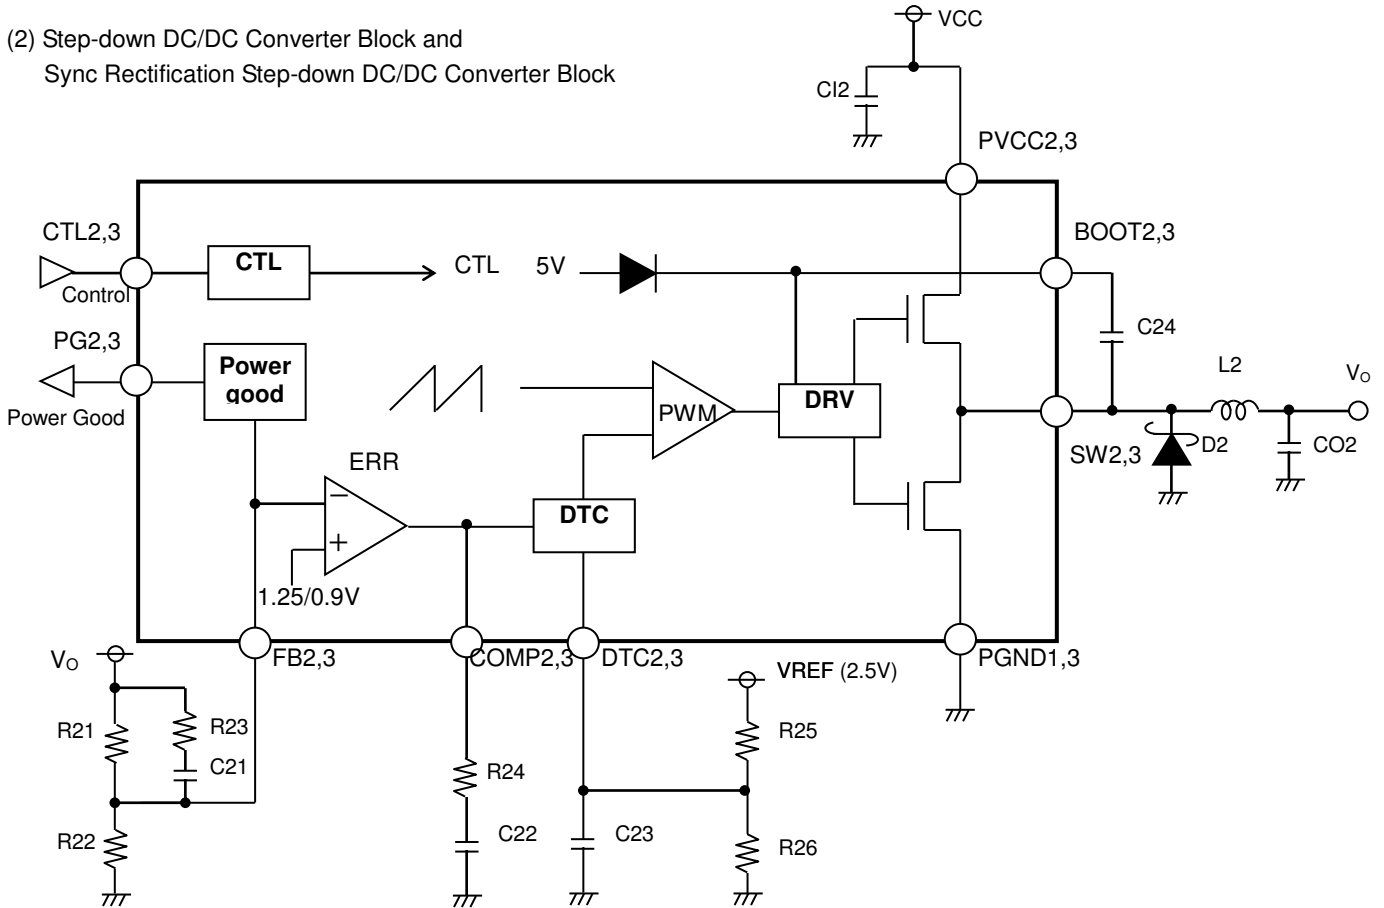 (2) Step-down DC/DC Converter Block and
Sync Rectification Step-down DC/DC Converter Block
VCC
CI2
PVCC2,3
CTL2,3
Control
CTL
CTL
5V
BOOT2,3
C24
PG2,3
Power Good
Power
good
PWM
DRV
L2
VO
SW2,3
D2
CO2
ERR
−
+
1.25/0.9V
DTC
VO
FB2,3
COMP2,3
DTC2,3
PGND1,3
VREF (2.5V)
R21
R23
C21
R22
R24
C22
C23
R25
R26